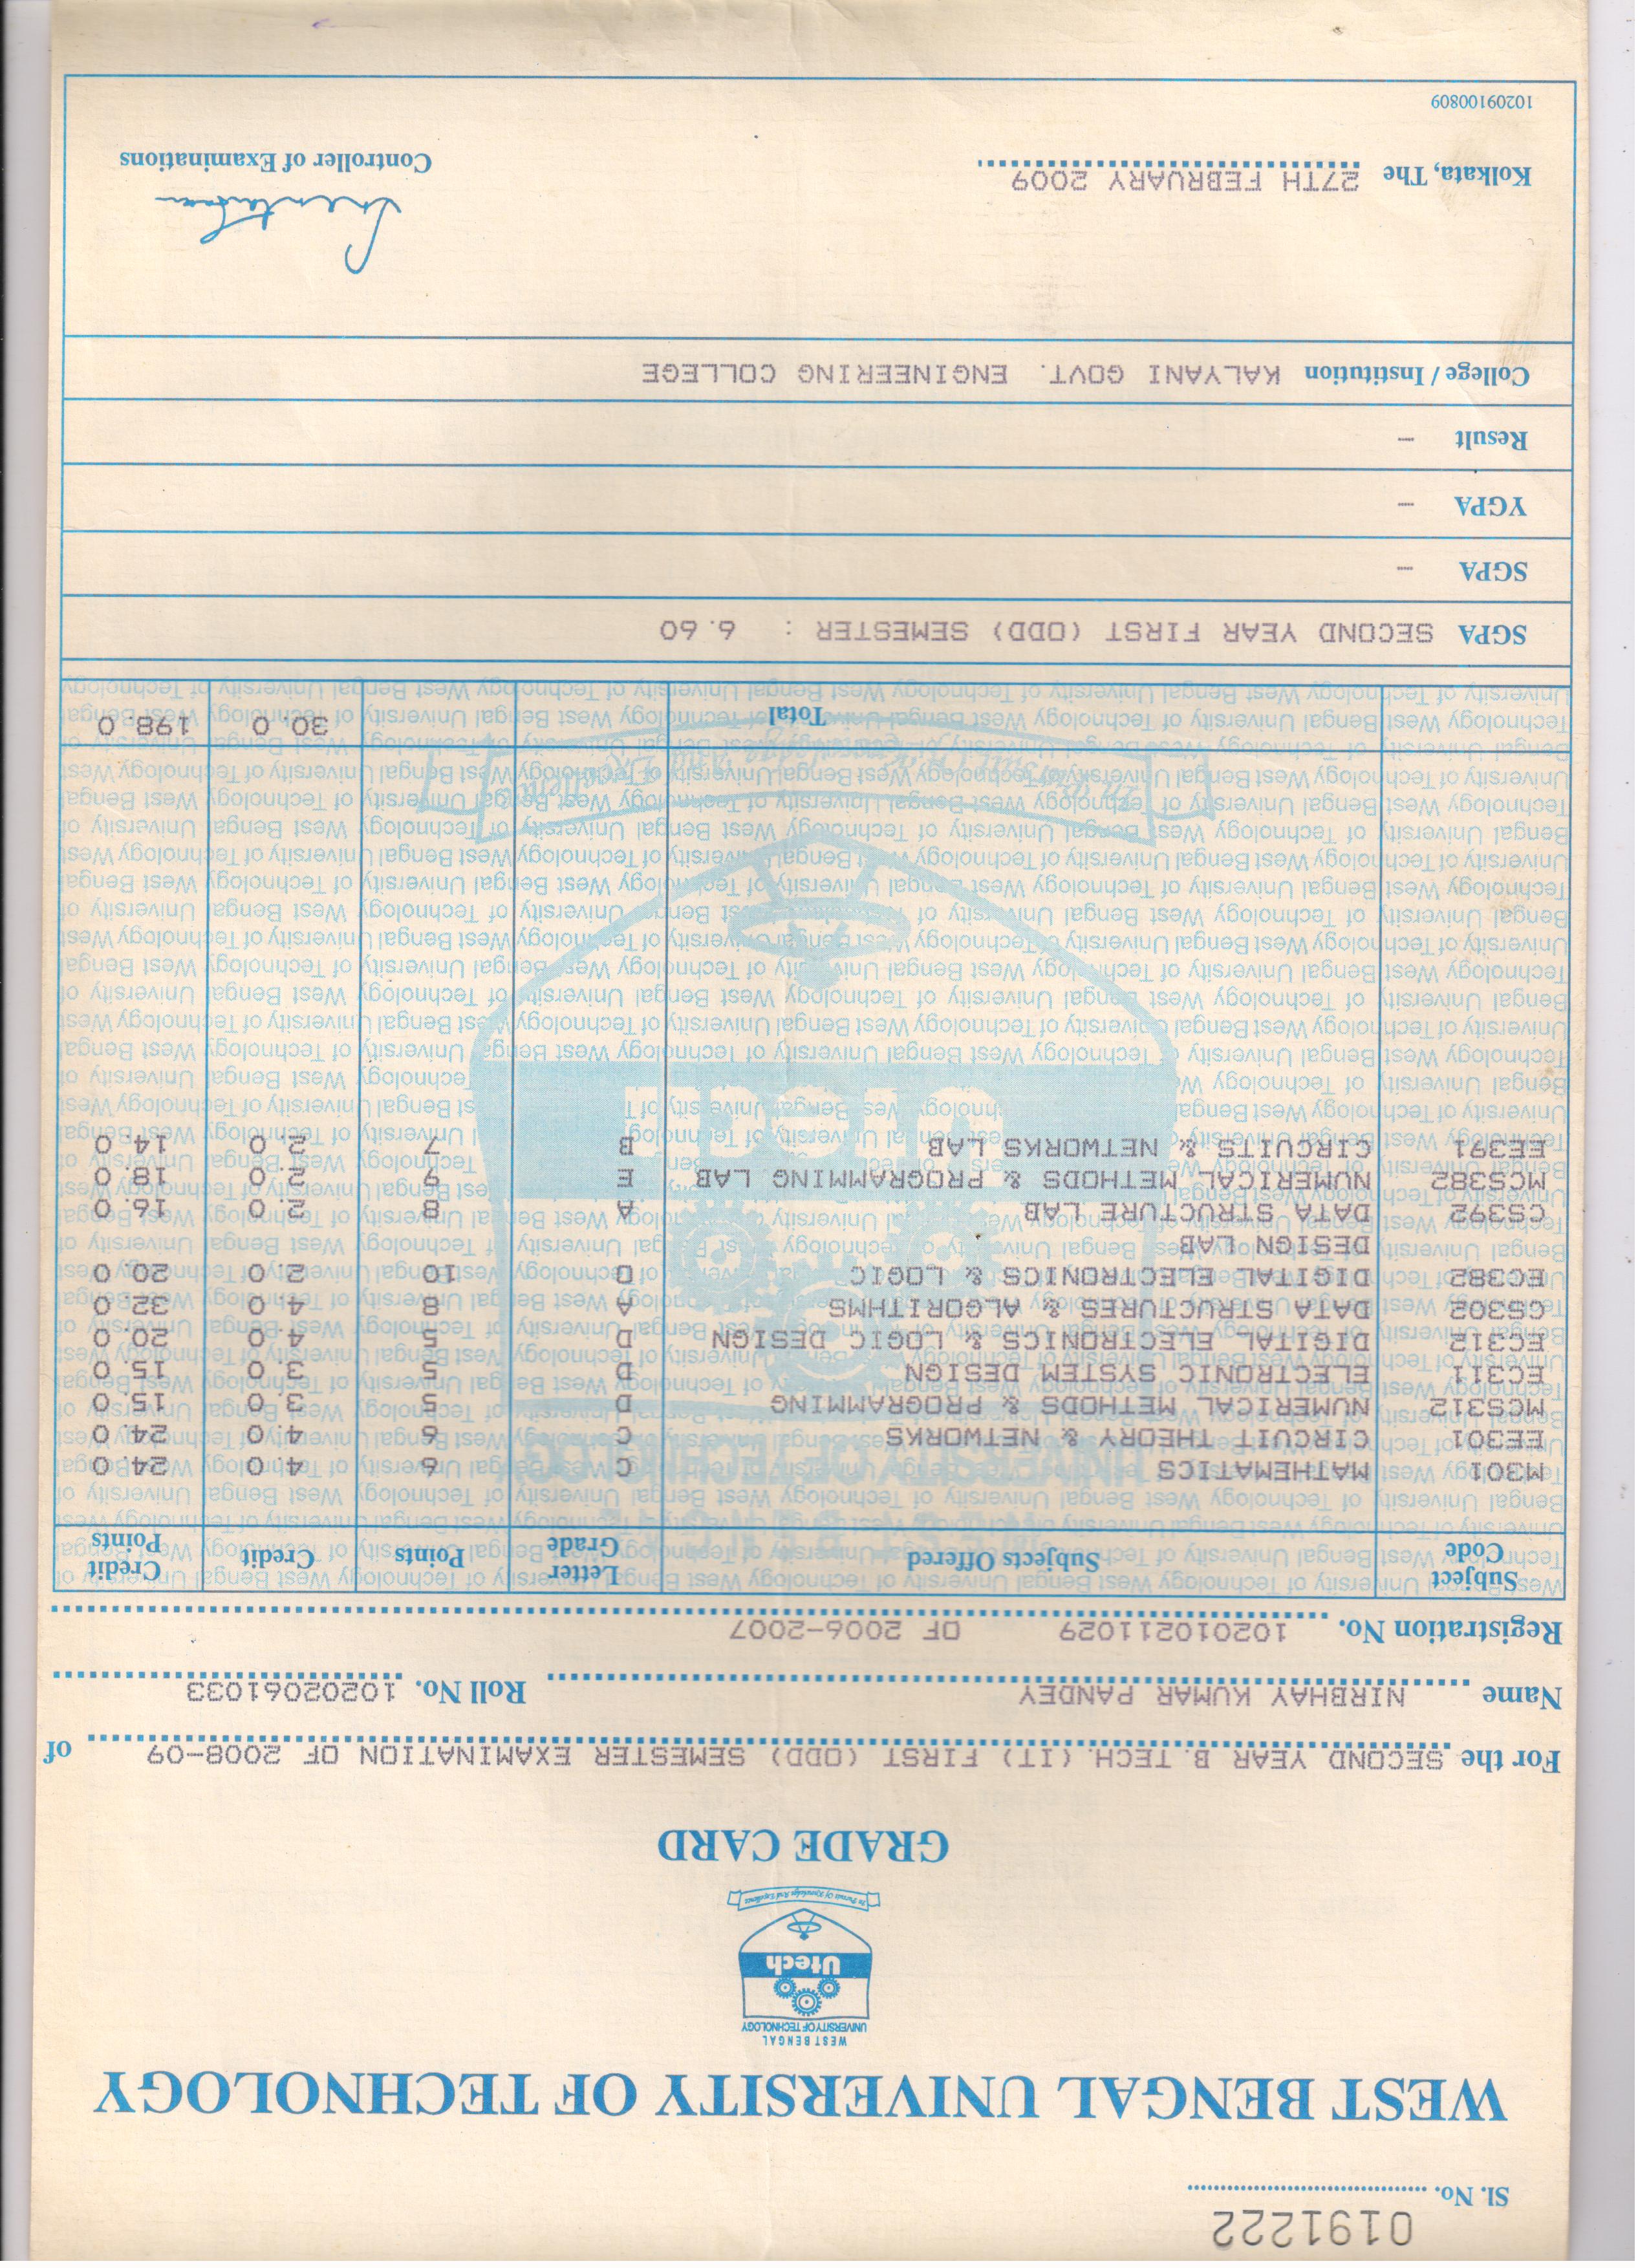 0191222
Sl. No.
WEST BENGAL UNIVERSITY OF TECHNOLOGY
WEST BENGAL
UNIVERSITY OF TECHNOLOGY
Utech
In Pursuit Of Knowledge And Excellence
GRADE CARD
For the SECOND YEAR B.TECH.(IT) FIRST (ODD) SEMESTER EXAMINATION OF 2008-09 of
Name NIRBHAY KUMAR PANDEY Roll No. 1020206 1033
Registration No. 102010211029 OF 2006-2007
Subject Code Subjects Offered Letter Grade Points Credit Credit Points
M301 MATHEMATICS C 6 4.0 24.0
EE301 CIRCUIT THEORY & NETWORKS C 6 4.0 24.0
MCS312 NUMERICAL METHODS & PROGRAMMING D 5 3.0 15.0
EC311 ELECTRONIC SYSTEM DESIGN D 5 3.0 15.0
EC312 DIGITAL ELECTRONICS & LOGIC DESIGN D 5 4.0 20.0
CS302 DATA STRUCTURES & ALGORITHMS A 8 4.0 32.0
EC382 DIGITAL ELECTRONICS & LOGIC O 10 2.0 20.0
DESIGN LAB
CS392 DATA STRUCTURE LAB A 8 2.0 16.0
MCS382 NUMERICAL METHODS & PROGRAMMING LAB E 9 2.0 18.0
EE391 CIRCUITS & NETWORKS LAB B 7 2.0 14.0
Total 30.0 198.0
SGPA SECOND YEAR FIRST (ODD) SEMESTER : 6.60
SGPA -
YGPA -
Result -
College / Institution KALYANI GOVT. ENGINEERING COLLEGE
Kolkata, The 27TH FEBRUARY 2009
Controller of Examinations
10209100809